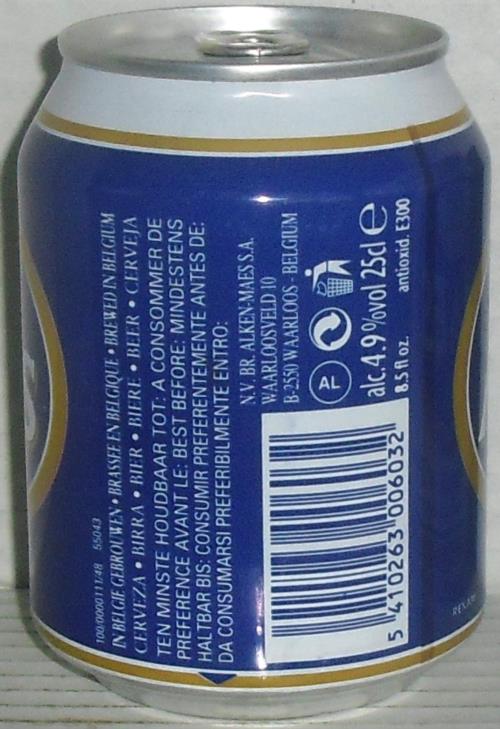 100/0000111/48 55043
IN BELGIE GEBROUWEN • BRASSEE EN BELGIQUE • BREWED IN BELGIUM
CERVEZA • BIRRA • BIER • BIERE • BEER • CERVEJA
TEN MINSTE HOUDBAAR TOT: A CONSOMMER DE
PREFERENCE AVANT LE: BEST BEFORE: MINDESTENS
HALTBAR BIS: CONSUMIR PREFERENTEMENTE ANTES DE:
DA CONSUMARSI PREFERIBILMENTE ENTRO:
N.V. BR. ALKEN-MAES S.A.
WAARLOOSVELD 10
B-2550 WAARLOOS - BELGIUM
AL
alc.4.9%vol 25cl e
8.5 fl oz. antioxid. E300
5 410263 006032